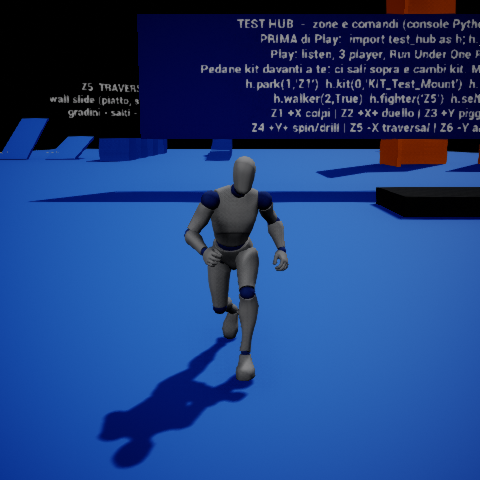 TEST HUB - zone e comandi (console Pytho
PRIMA di Play: import test_hub as h; h_
Play: listen, 3 player, Run Under One P
Pedane kit davanti a te: ci sali sopra e cambi kit. M
h.park(1,'Z1') h.kit(0,'KiT_Test_Mount') h.
h.walker(2,True) h.fighter('Z5') h.self
Z1 +X colpi | Z2 +X+ duello | Z3 +Y pigg
Z4 +Y+ spin/drill | Z5 -X traversal | Z6 -Y a
Z5 TRAVERS
wall slide (piatto, s
gradini - salti -